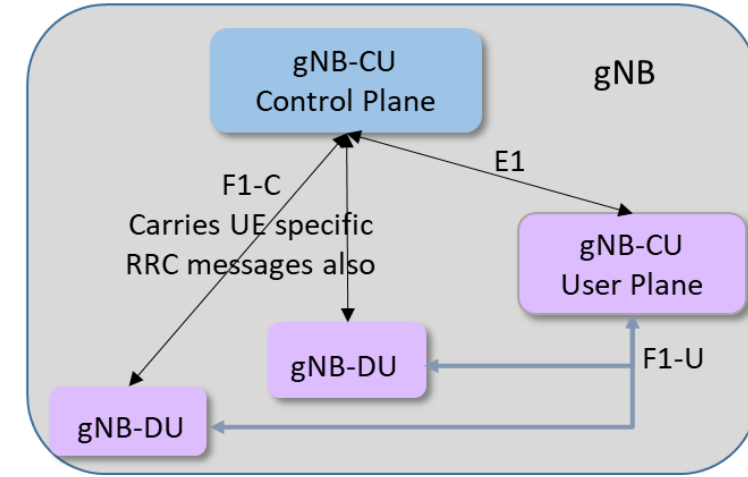 gNB-CU
Control Plane
gNB
E1
F1-C
Carries UE specific
RRC messages also
gNB-CU
User Plane
gNB-DU
F1-U
gNB-DU